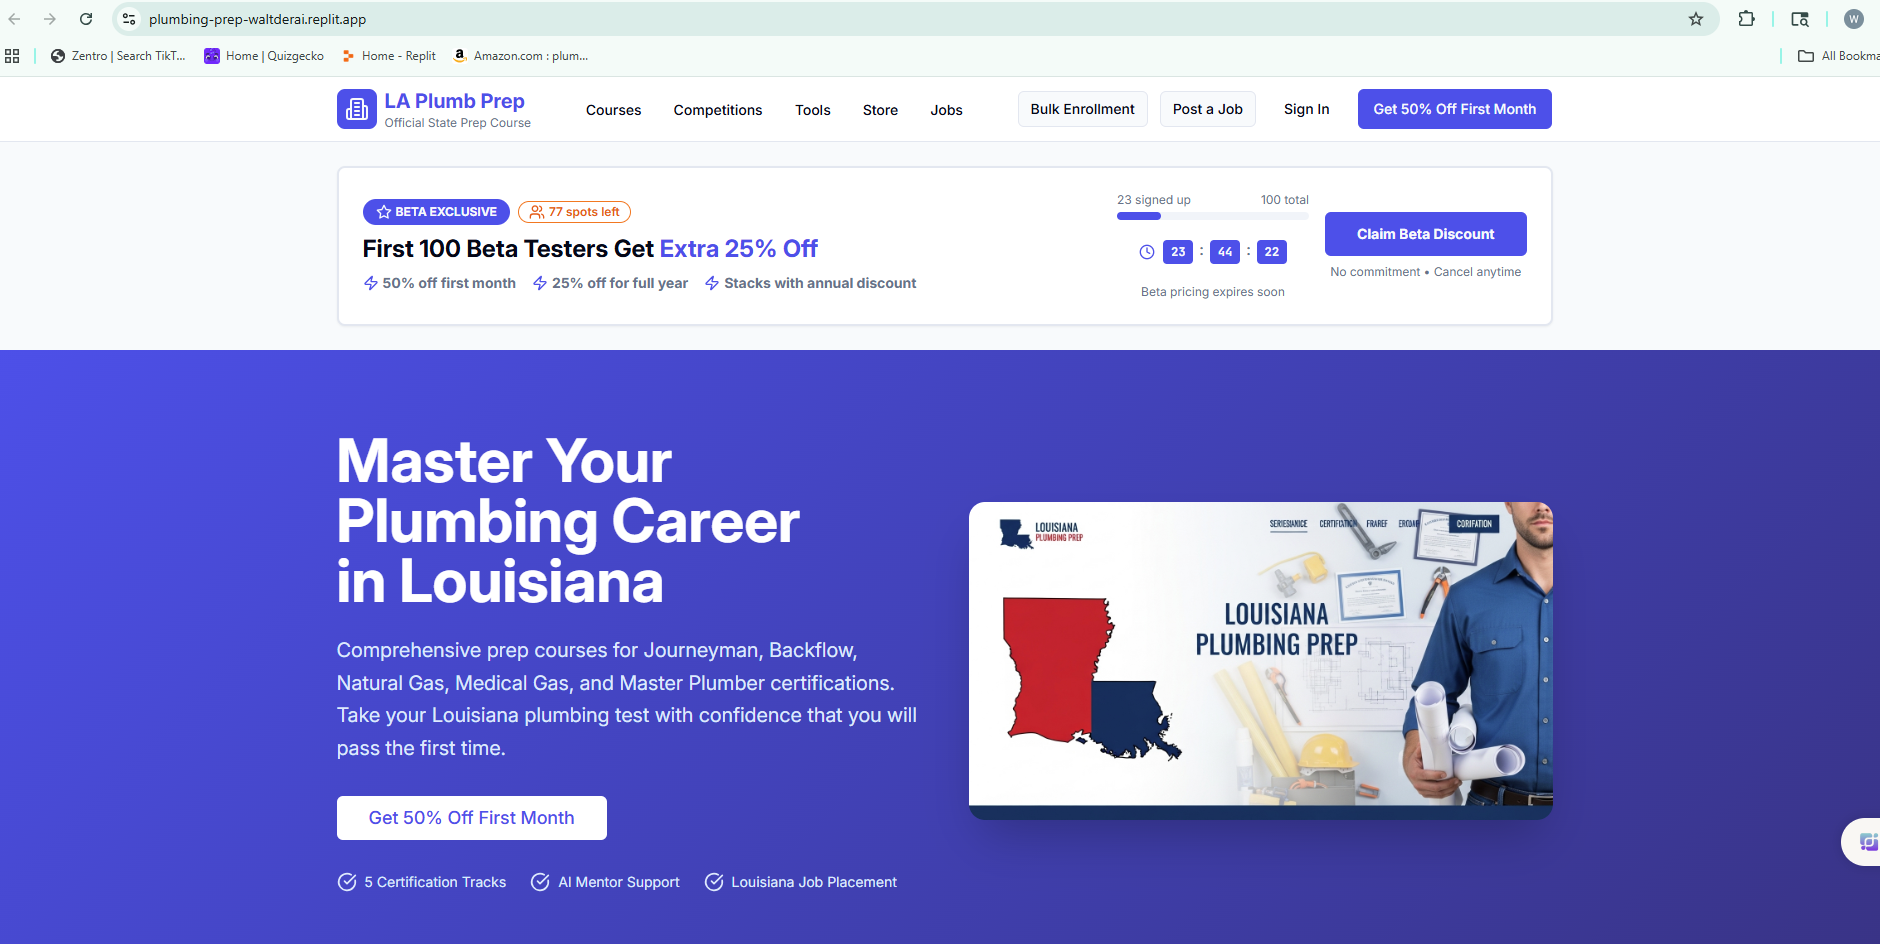 plumbing-prep-waltderai.replit.app
W
Zentro | Search TikT...
Home | Quizgecko
Home - Replit
Amazon.com : plum...
All Bookma
LA Plumb Prep
Official State Prep Course
Courses
Competitions
Tools
Store
Jobs
Bulk Enrollment
Post a Job
Sign In
Get 50% Off First Month
BETA EXCLUSIVE
77 spots left
First 100 Beta Testers Get Extra 25% Off
50% off first month
25% off for full year
Stacks with annual discount
23 signed up
100 total
23 : 44 : 22
Beta pricing expires soon
Claim Beta Discount
No commitment • Cancel anytime
Master Your
Plumbing Career
in Louisiana
Comprehensive prep courses for Journeyman, Backflow,
Natural Gas, Medical Gas, and Master Plumber certifications.
Take your Louisiana plumbing test with confidence that you will
pass the first time.
Get 50% Off First Month
5 Certification Tracks
AI Mentor Support
Louisiana Job Placement
LOUISIANA
PLUMBING PREP
CORIFATION
LOUISIANA
PLUMBING PREP